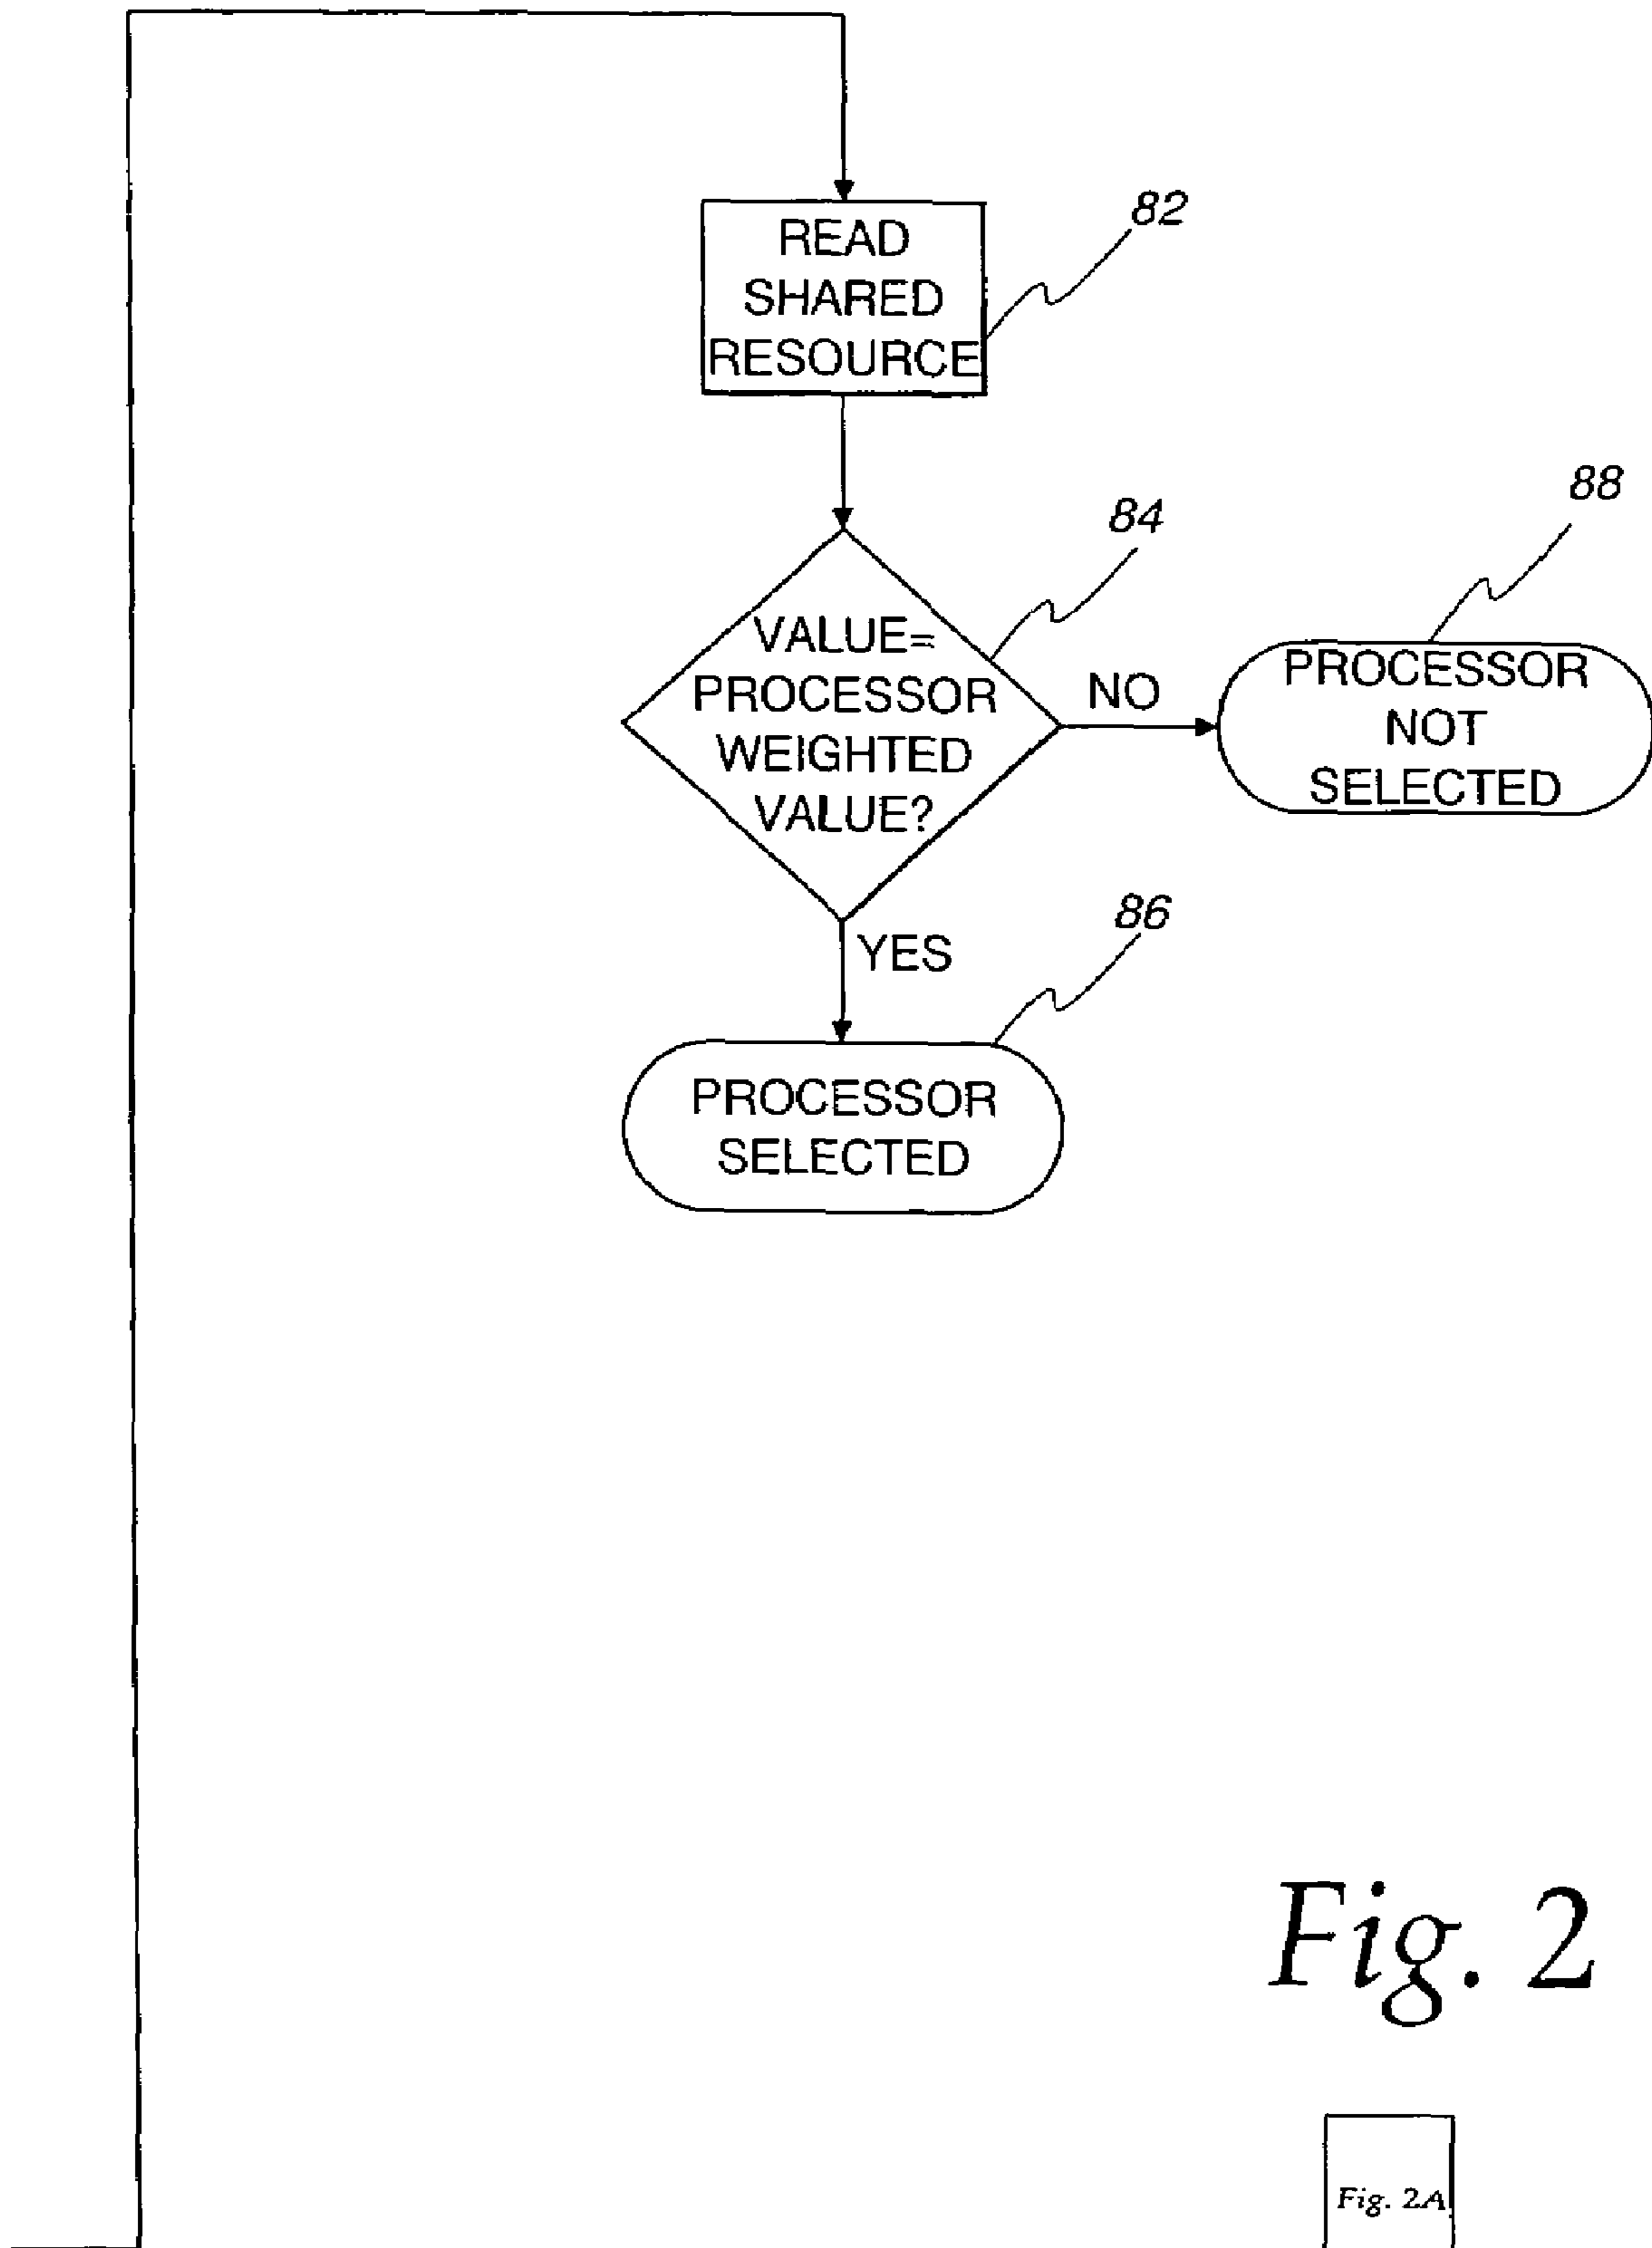 82
READ
SHARED
RESOURCE
84
88
VALUE=
PROCESSOR
WEIGHTED
VALUE?
NO
PROCESSOR
NOT
SELECTED
86
YES
PROCESSOR
SELECTED
Fig. 2
Fig. 2A